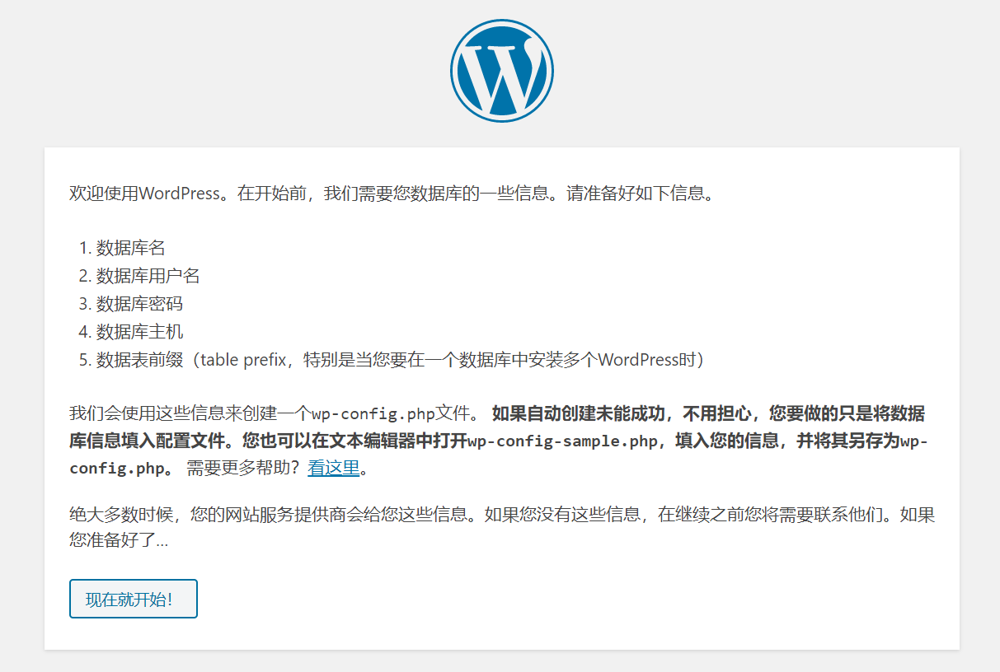 欢迎使用WordPress。在开始前，我们需要您数据库的一些信息。请准备好如下信息。
1. 数据库名
2. 数据库用户名
3. 数据库密码
4. 数据库主机
5. 数据表前缀（table prefix，特别是当您要在一个数据库中安装多个WordPress时）
我们会使用这些信息来创建一个wp-config.php文件。 如果自动创建未能成功，不用担心，您要做的只是将数据
库信息填入配置文件。您也可以在文本编辑器中打开wp-config-sample.php，填入您的信息，并将其另存为wp-
config.php。 需要更多帮助？看这里。
绝大多数时候，您的网站服务提供商会给您这些信息。如果您没有这些信息，在继续之前您将需要联系他们。如果
您准备好了…
现在就开始！